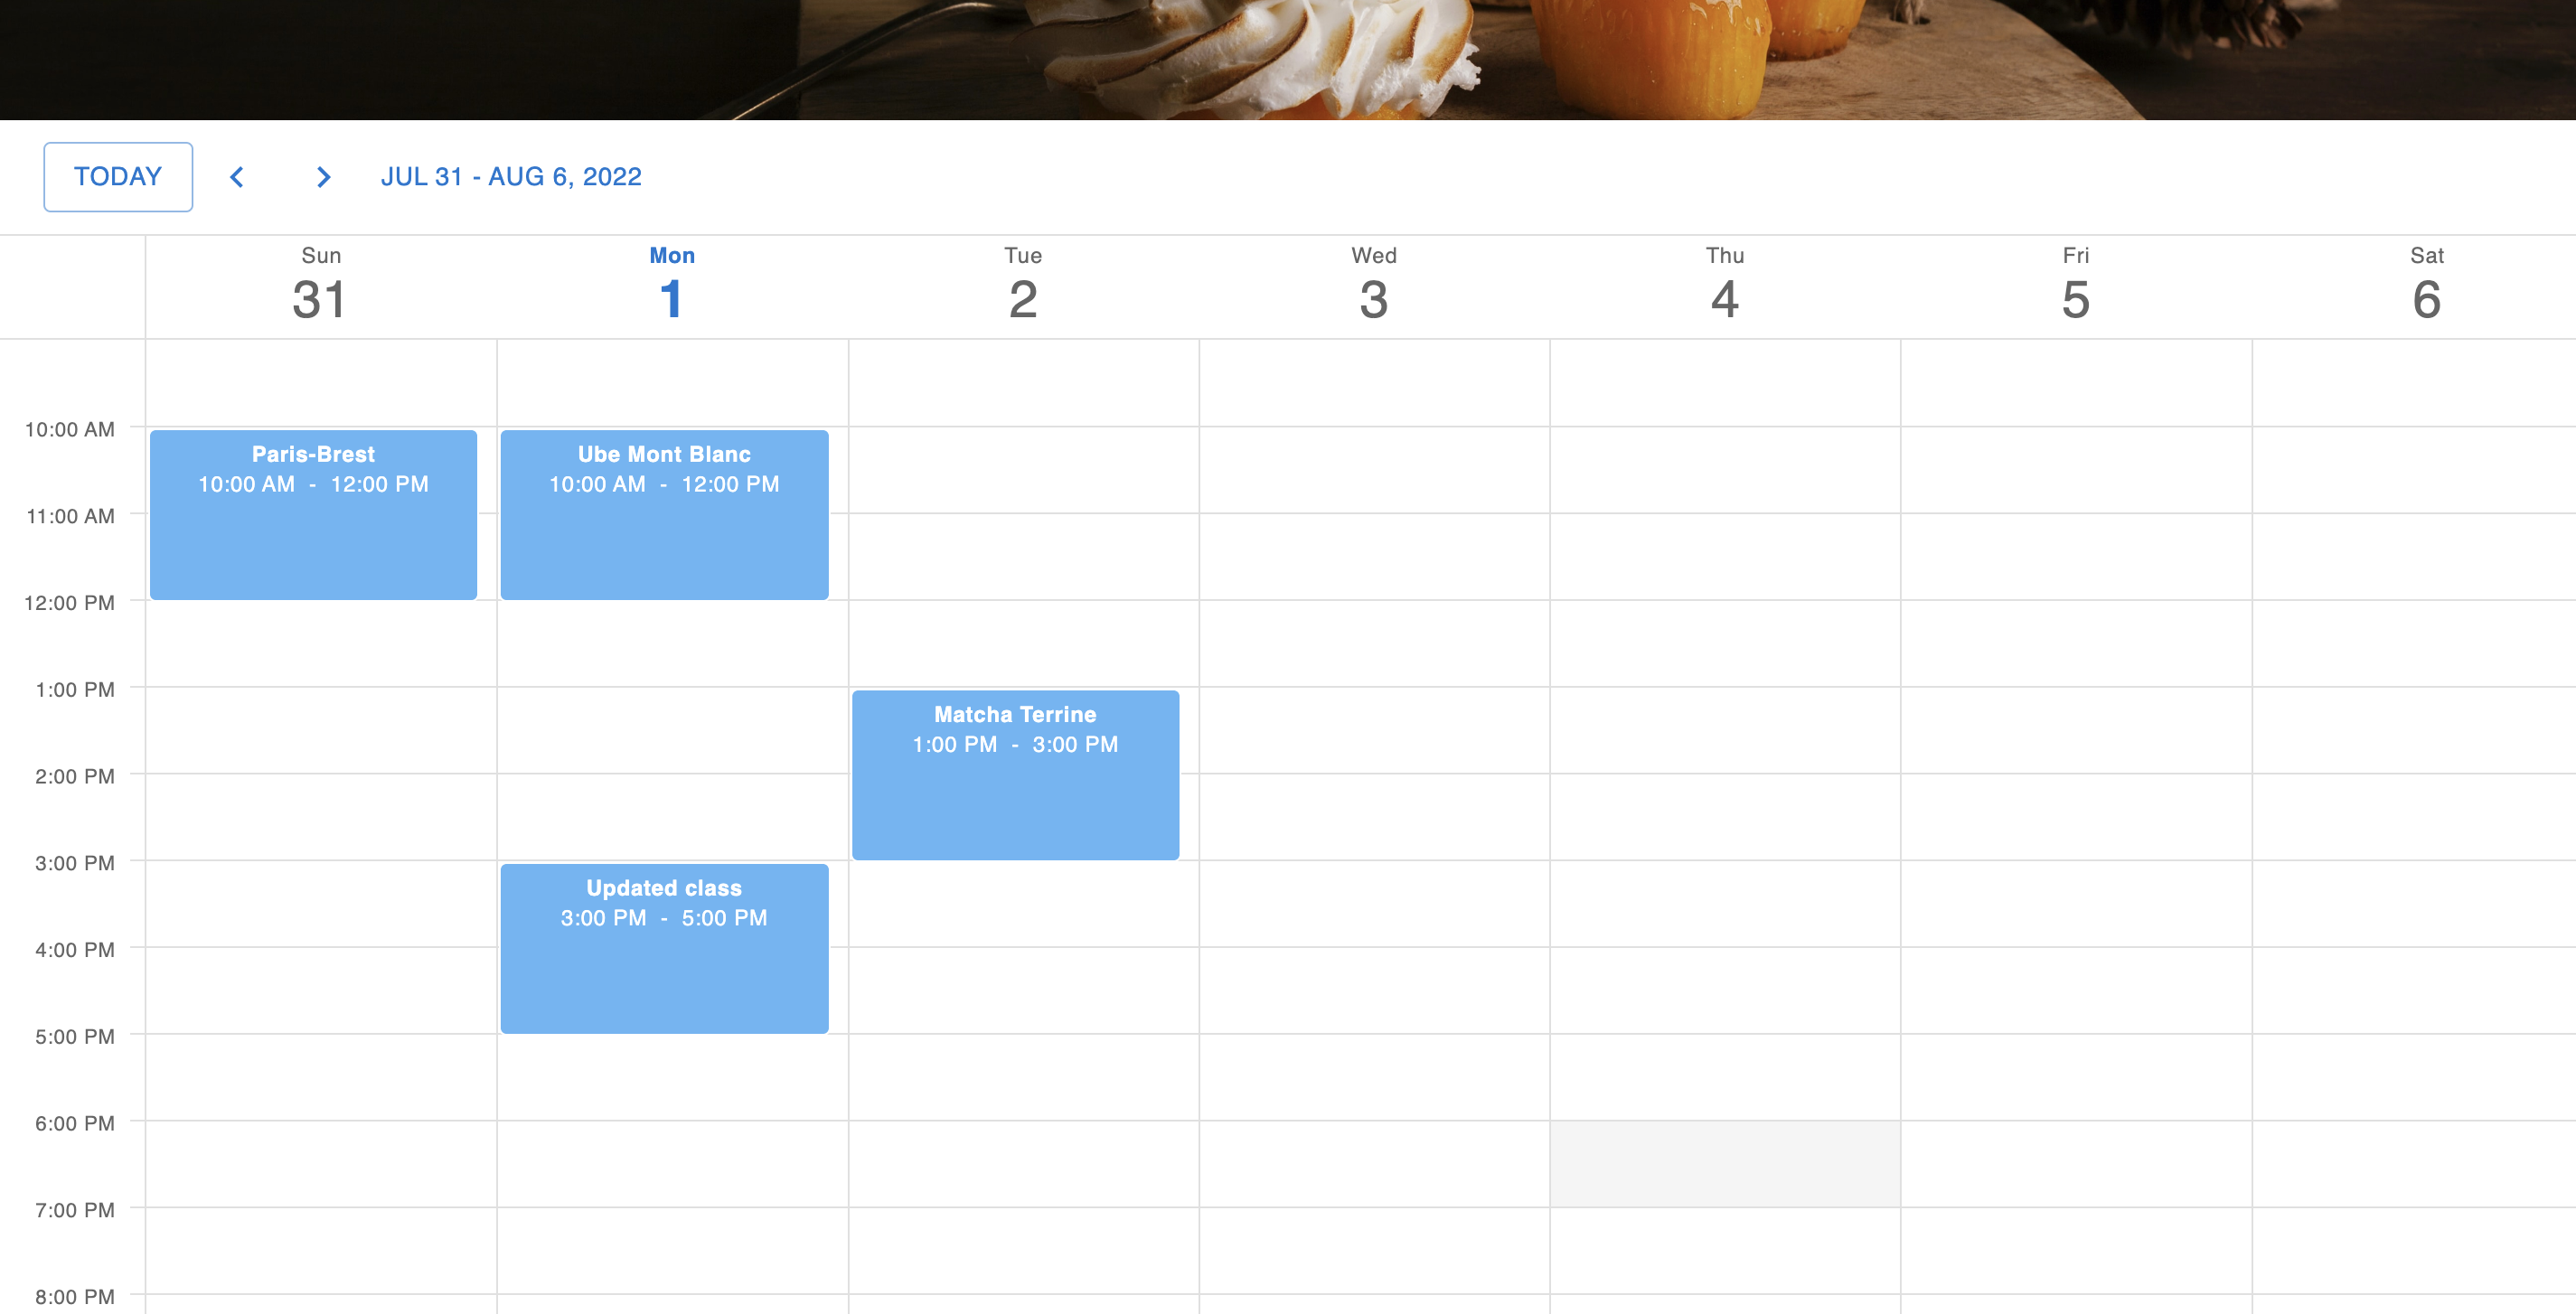 TODAY JUL 31 - AUG 6, 2022
Sun Mon Tue Wed Thu Fri Sat
31 1 2 3 4 5 6
10:00 AM
Paris-Brest Ube Mont Blanc
10:00 AM - 12:00 PM 10:00 AM - 12:00 PM
11:00 AM
12:00 PM
1:00 PM
Matcha Terrine
1:00 PM - 3:00 PM
2:00 PM
3:00 PM
Updated class
3:00 PM - 5:00 PM
4:00 PM
5:00 PM
6:00 PM
7:00 PM
8:00 PM